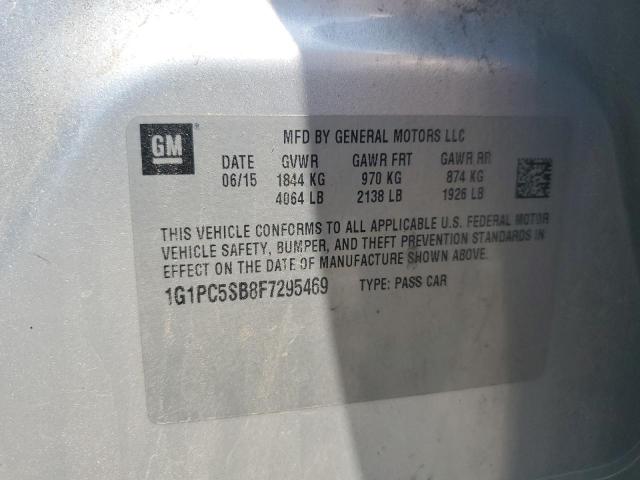 GM
MFD BY GENERAL MOTORS LLC
DATE GVWR GAWR FRT GAWR RR
06/15 1844 KG 970 KG 874 KG
4064 LB 2138 LB 1926 LB
THIS VEHICLE CONFORMS TO ALL APPLICABLE U.S. FEDERAL MOTOR
VEHICLE SAFETY, BUMPER, AND THEFT PREVENTION STANDARDS IN
EFFECT ON THE DATE OF MANUFACTURE SHOWN ABOVE.
1G1PC5SB8F7295469 TYPE: PASS CAR